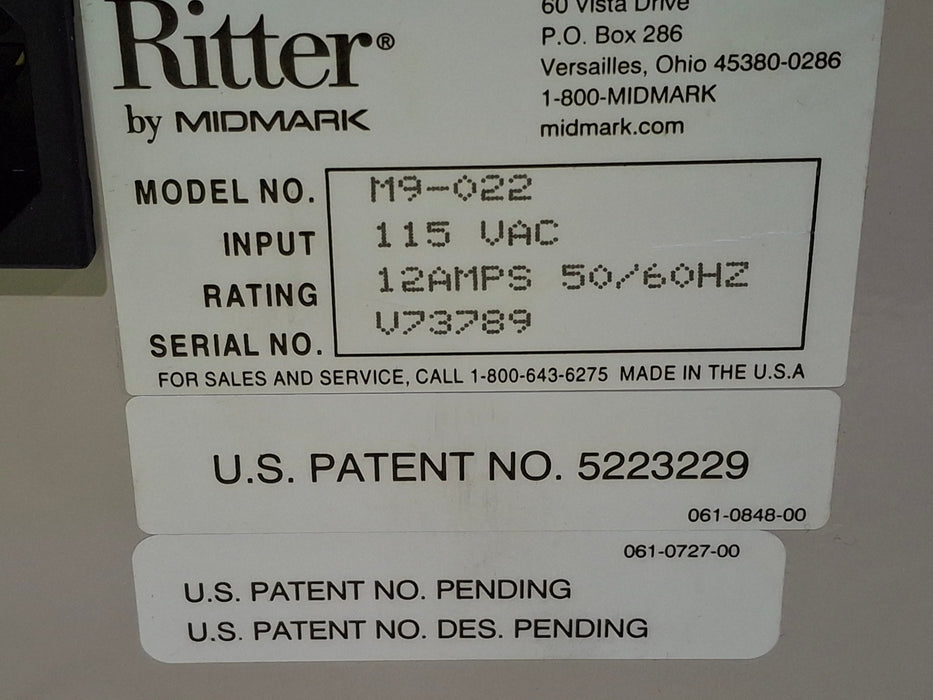 Ritter®
by MIDMARK
60 Vista Drive
P.O. Box 286
Versailles, Ohio 45380-0286
1-800-MIDMARK
midmark.com
MODEL NO. M9-022
INPUT 115 VAC
RATING 12AMPS 50/60HZ
SERIAL NO. V73789
FOR SALES AND SERVICE, CALL 1-800-643-6275 MADE IN THE U.S.A
U.S. PATENT NO. 5223229
061-0848-00
061-0727-00
U.S. PATENT NO. PENDING
U.S. PATENT NO. DES. PENDING